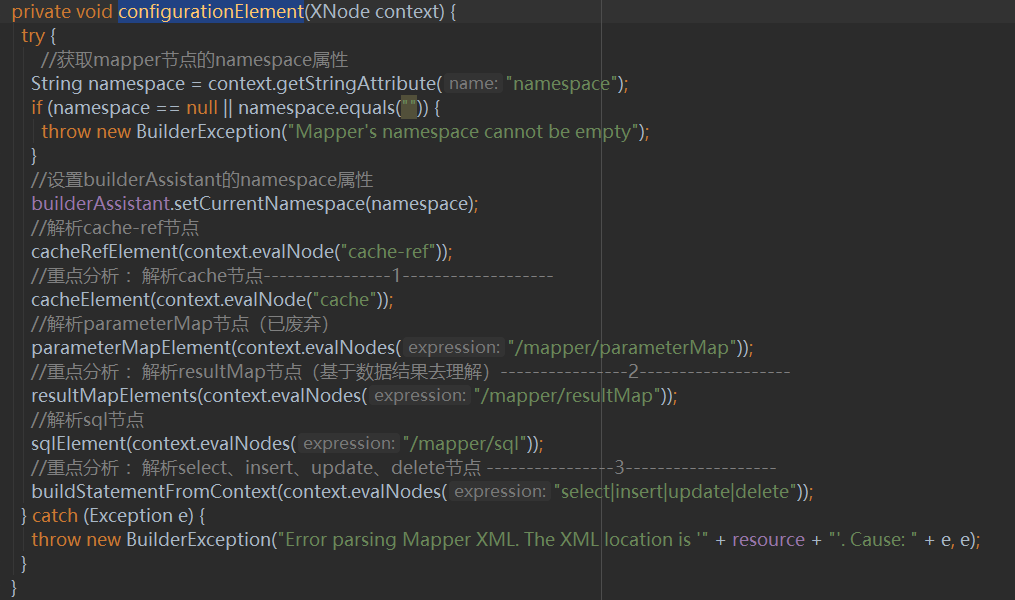 private void configurationElement(XNode context) {
try {
//获取mapper节点的namespace属性
String namespace = context.getStringAttribute( name: "namespace");
if (namespace == null || namespace.equals("")) {
throw new BuilderException("Mapper's namespace cannot be empty");
}
//设置builderAssistant的namespace属性
builderAssistant.setCurrentNamespace(namespace);
//解析cache-ref节点
cacheRefElement(context.evalNode("cache-ref"));
//重点分析 ：解析cache节点----------------1-------------------
cacheElement(context.evalNode("cache"));
//解析parameterMap节点（已废弃）
parameterMapElement(context.evalNodes( expression: "/mapper/parameterMap"));
//重点分析 ：解析resultMap节点（基于数据结果去理解）----------------2-------------------
resultMapElements(context.evalNodes( expression: "/mapper/resultMap"));
//解析sql节点
sqlElement(context.evalNodes( expression: "/mapper/sql"));
//重点分析 ：解析select、insert、update、delete节点 ----------------3-------------------
buildStatementFromContext(context.evalNodes( expression: "select|insert|update|delete"));
} catch (Exception e) {
throw new BuilderException("Error parsing Mapper XML. The XML location is '" + resource + "'. Cause: " + e, e);
}
}